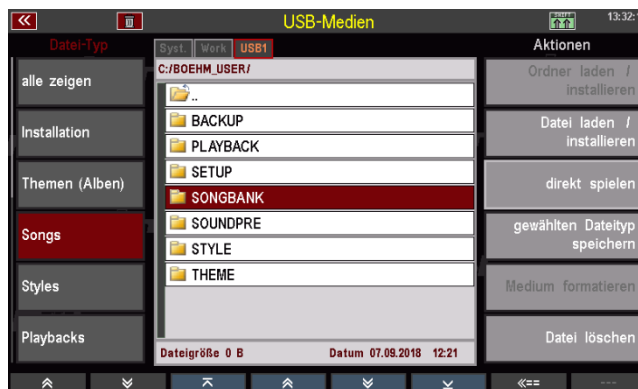 USB-Medien
SHIFT
13:32:
Datei-Typ
Syst. Work USB1
Aktionen
C:/BOEHM_USER/
alle zeigen
Installation
Themen (Alben)
Songs
Styles
Playbacks
..
BACKUP
PLAYBACK
SETUP
SONGBANK
SOUNDPRE
STYLE
THEME
Dateigröße 0 B Datum 07.09.2018 12:21
Ordner laden /
installieren
Datei laden /
installieren
direkt spielen
gewählten Dateityp
speichern
Medium formatieren
Datei löschen
«==
---